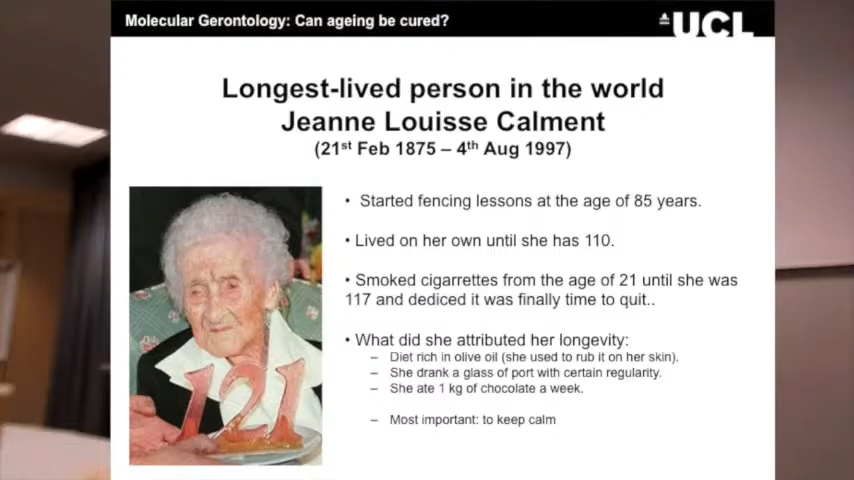 Molecular Gerontology: Can ageing be cured?
UCL
Longest-lived person in the world
Jeanne Louisse Calment
(21st Feb 1875 – 4th Aug 1997)
• Started fencing lessons at the age of 85 years.
• Lived on her own until she has 110.
• Smoked cigarrettes from the age of 21 until she was
117 and dediced it was finally time to quit..
• What did she attributed her longevity:
– Diet rich in olive oil (she used to rub it on her skin).
– She drank a glass of port with certain regularity.
– She ate 1 kg of chocolate a week.
– Most important: to keep calm
121